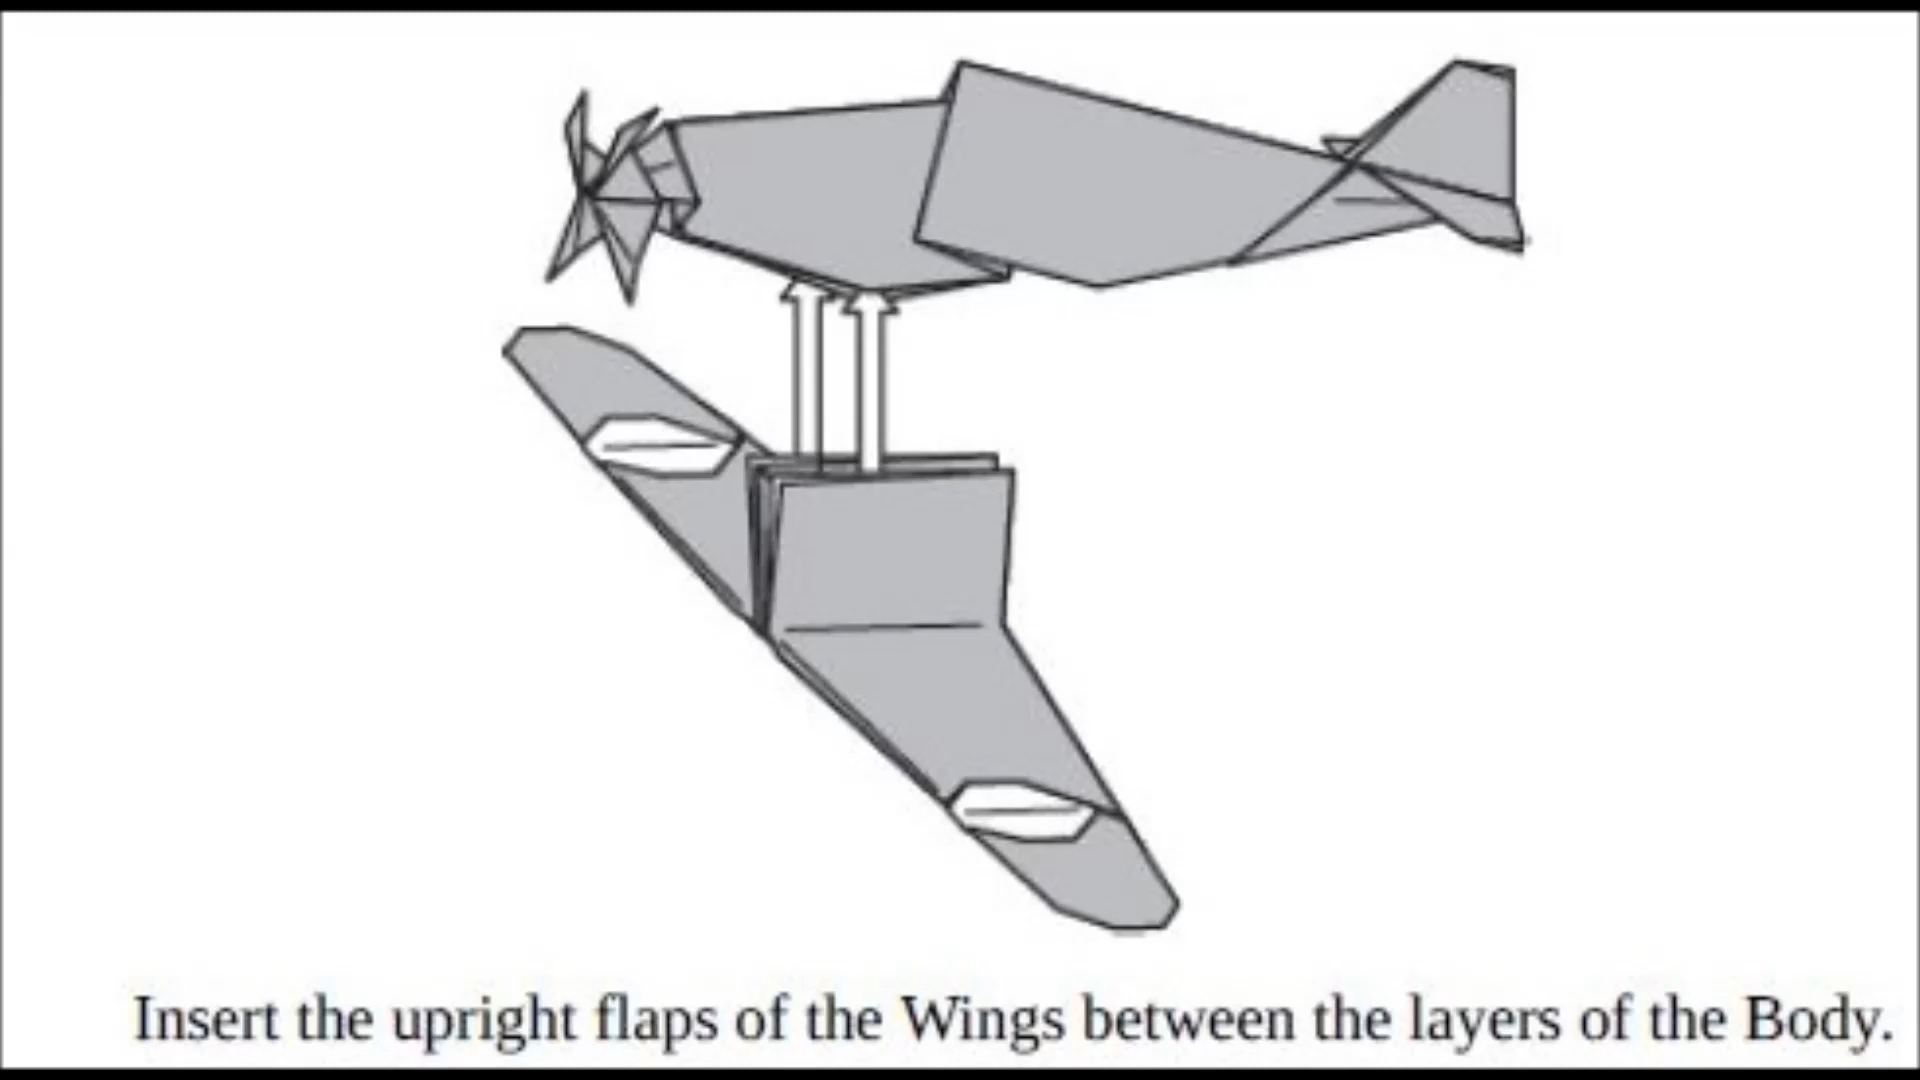 Insert the upright flaps of the Wings between the layers of the Body.